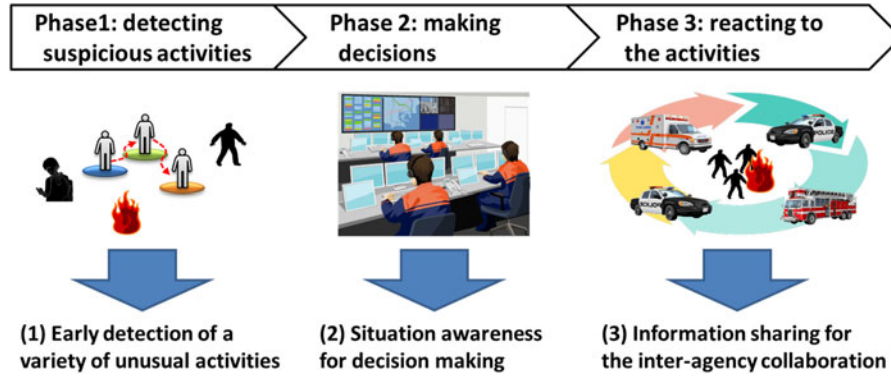 Phase1: detecting
suspicious activities
Phase 2: making
decisions
Phase 3: reacting to
the activities
POLICE
(1) Early detection of a
variety of unusual activities
(2) Situation awareness
for decision making
(3) Information sharing for
the inter-agency collaboration